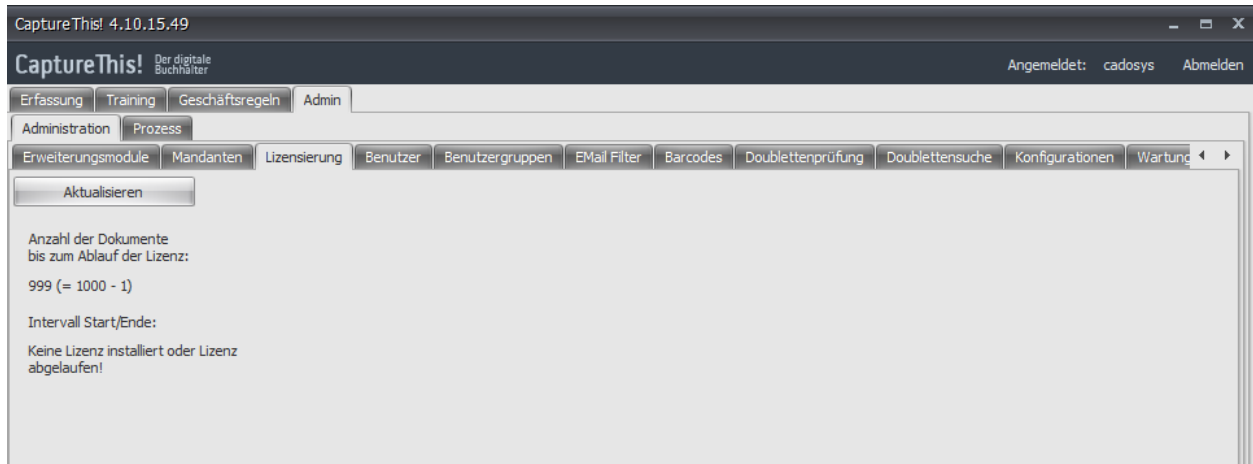 CaptureThis! 4.10.15.49
CaptureThis! Der digitale Buchhalter
Angemeldet: cadosys Abmelden
Erfassung Training Geschäftsregeln Admin
Administration Prozess
Erweiterungsmodule Mandanten Lizensierung Benutzer Benutzergruppen EMail Filter Barcodes Doublettenprüfung Doublettensuche Konfigurationen Wartung
Aktualisieren
Anzahl der Dokumente
bis zum Ablauf der Lizenz:
999 (= 1000 - 1)
Intervall Start/Ende:
Keine Lizenz installiert oder Lizenz
abgelaufen!